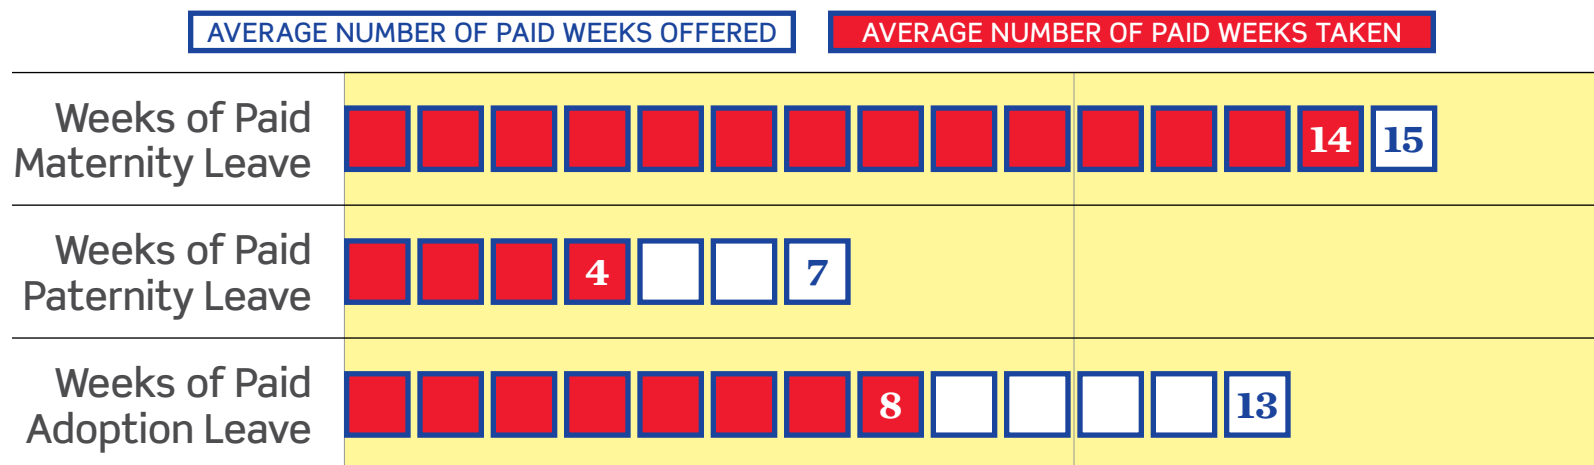 AVERAGE NUMBER OF PAID WEEKS OFFERED
AVERAGE NUMBER OF PAID WEEKS TAKEN
Weeks of Paid
Maternity Leave
14 15
Weeks of Paid
Paternity Leave
4 7
Weeks of Paid
Adoption Leave
8 13